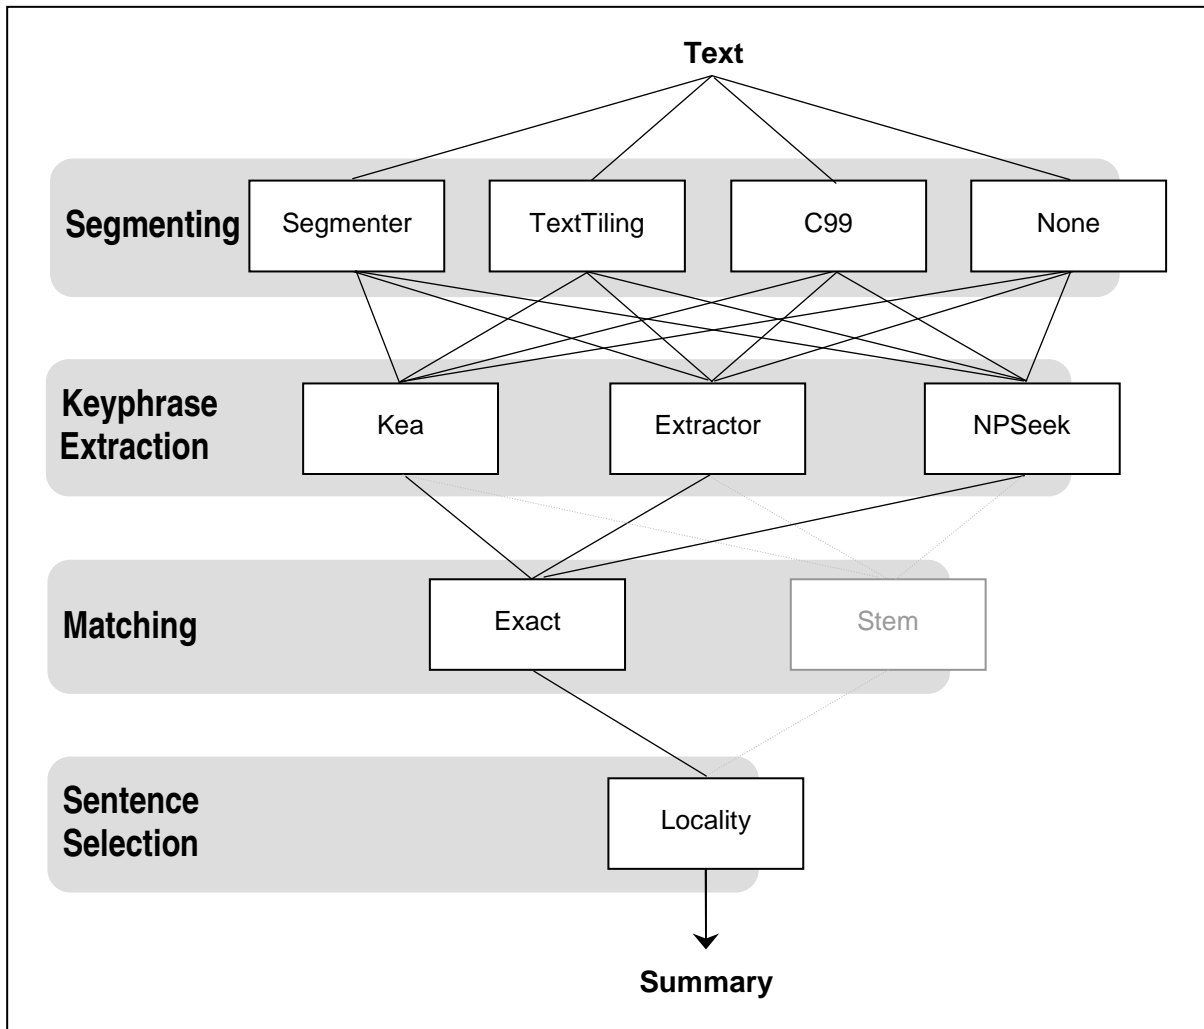 Text
Segmenting
Segmenter
TextTiling
C99
None
Keyphrase
Extraction
Kea
Extractor
NPSeek
Matching
Exact
Stem
Sentence
Selection
Locality
Summary